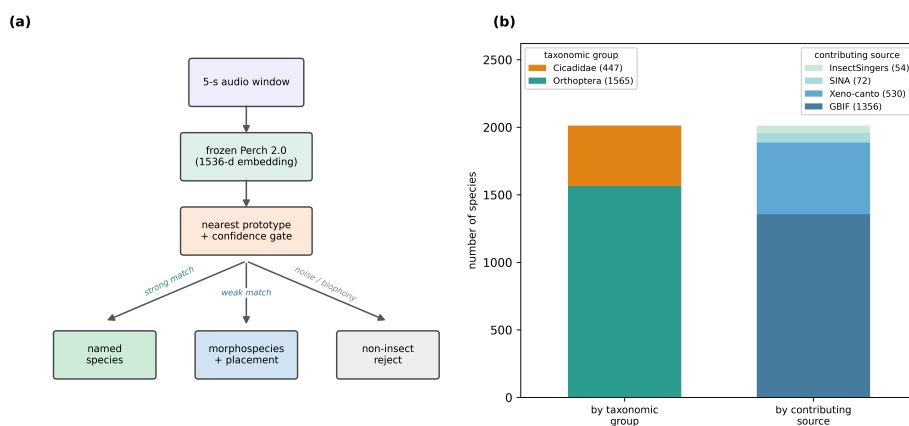 (a)
5-s audio window
frozen Perch 2.0
(1536-d embedding)
nearest prototype
+ confidence gate
strong match
weak match
noise / biophony
named
species
morphospecies
+ placement
non-insect
reject
(b)
number of species
2500
2000
1500
1000
500
0
taxonomic group
Cicadidae (447)
Orthoptera (1565)
contributing source
InsectSingers (54)
SINA (72)
Xeno-canto (530)
GBIF (1356)
by taxonomic
group
by contributing
source